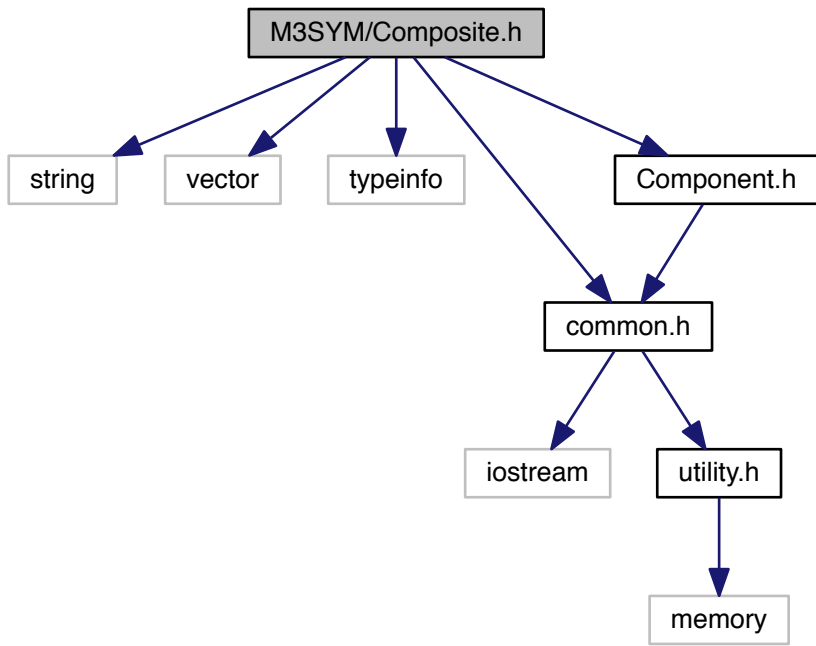 M3SYM/Composite.h
string
vector
typeinfo
Component.h
common.h
iostream
utility.h
memory